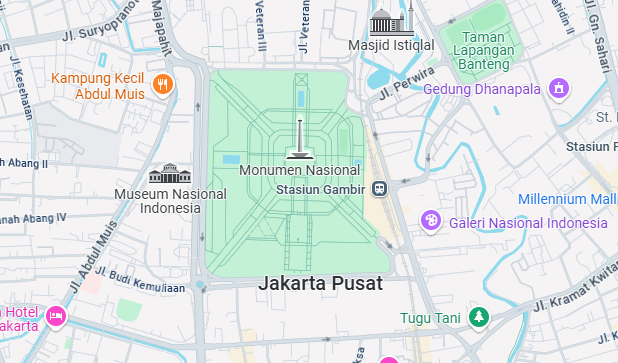 Jl. Suryopranoto
Majapahit
Jl. Veteran III
Jl. Veteran
Masjid Istiqlal
Taman
Lapangan
Banteng
Jl. Gn. Sahari
Jl. Kesehatan
Kampung Kecil
Abdul Muis
Jl. Perwira
Gedung Dhanapala
St.
Stasiun
Abang II
Monumen Nasional
Museum Nasional
Indonesia
Stasiun Gambir
Millennium Mall
Tanah Abang IV
Galeri Nasional Indonesia
Jl. Abdul Muis
Jl. Budi Kemuliaan
Jakarta Pusat
Jl. Kramat Kwitang
Hotel
Jakarta
Tugu Tani